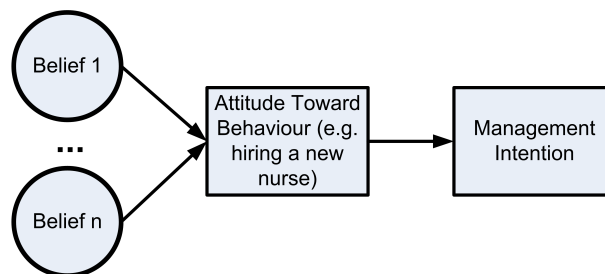 Belief 1
...
Belief n
Attitude Toward
Behaviour (e.g.
hiring a new
nurse)
Management
Intention